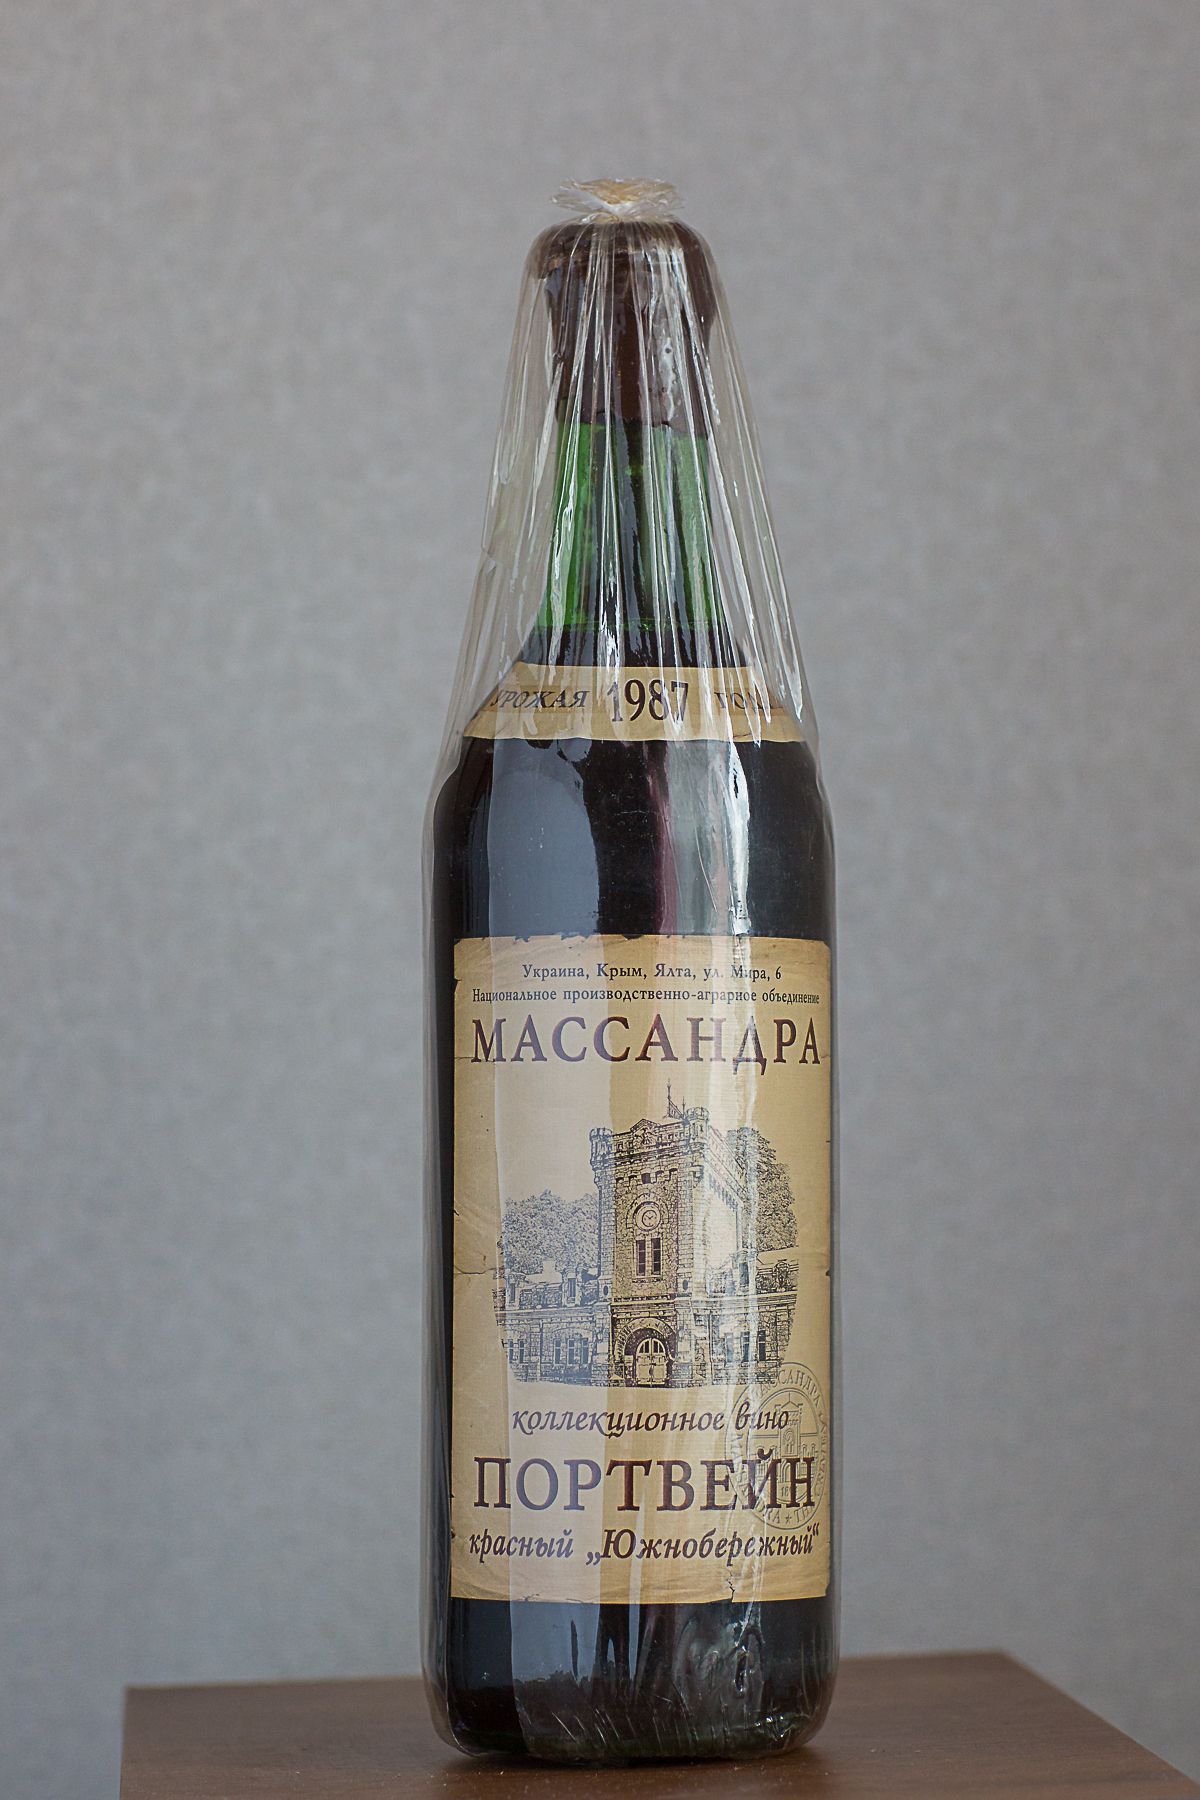 УРОЖАЯ 1987 ГОДА
Украина, Крым, Ялта, ул. Мира, 6
Национальное производственно-аграрное объединение
МАССАНДРА
коллекционное вино
ПОРТВЕЙН
красный „Южнобережный“
МАССАНДРА